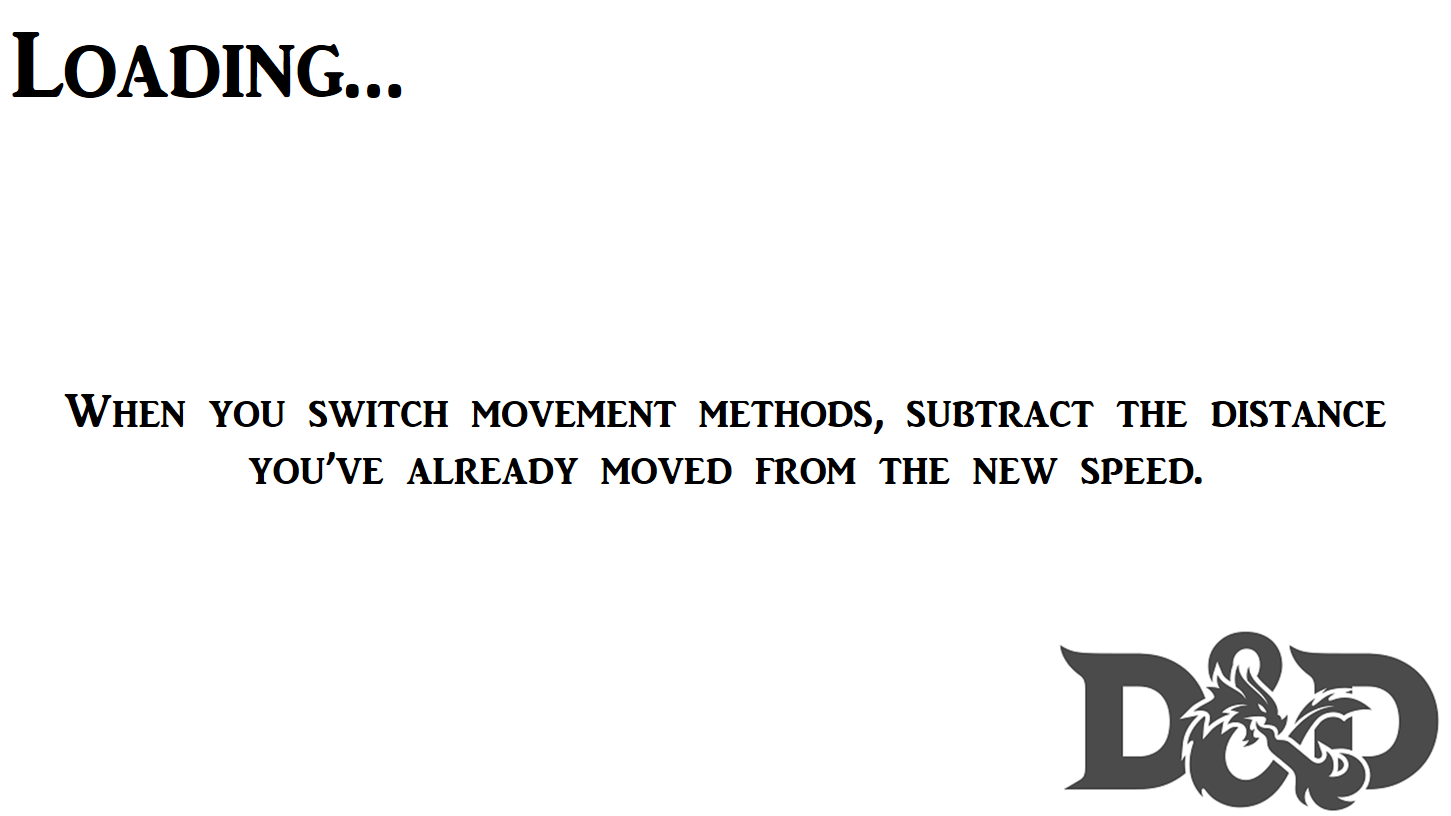 Loading...
When you switch movement methods, subtract the distance
you've already moved from the new speed.
D&D